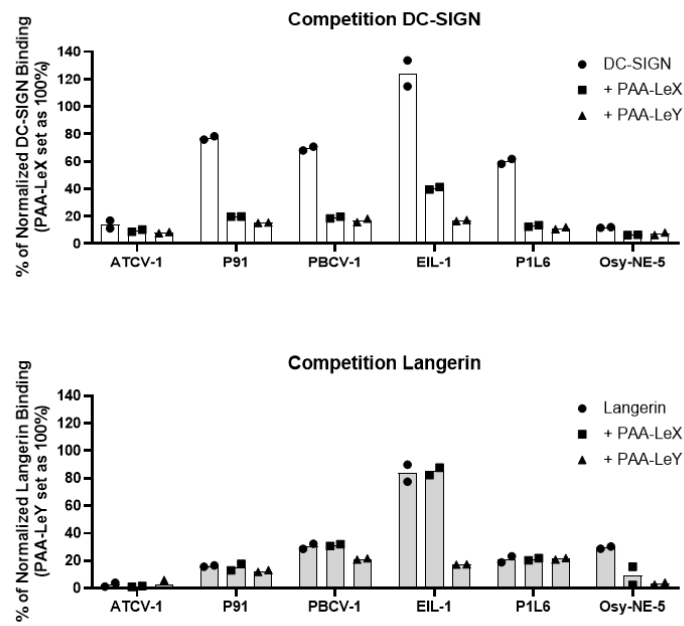 Competition DC-SIGN
% of Normalized DC-SIGN Binding
(PAA-LeX set as 100%)
140
120
100
80
60
40
20
0
DC-SIGN
+ PAA-LeX
+ PAA-LeY
ATCV-1 P91 PBCV-1 EIL-1 P1L6 Osy-NE-5
Competition Langerin
% of Normalized Langerin Binding
(PAA-LeY set as 100%)
140
120
100
80
60
40
20
0
Langerin
+ PAA-LeX
+ PAA-LeY
ATCV-1 P91 PBCV-1 EIL-1 P1L6 Osy-NE-5